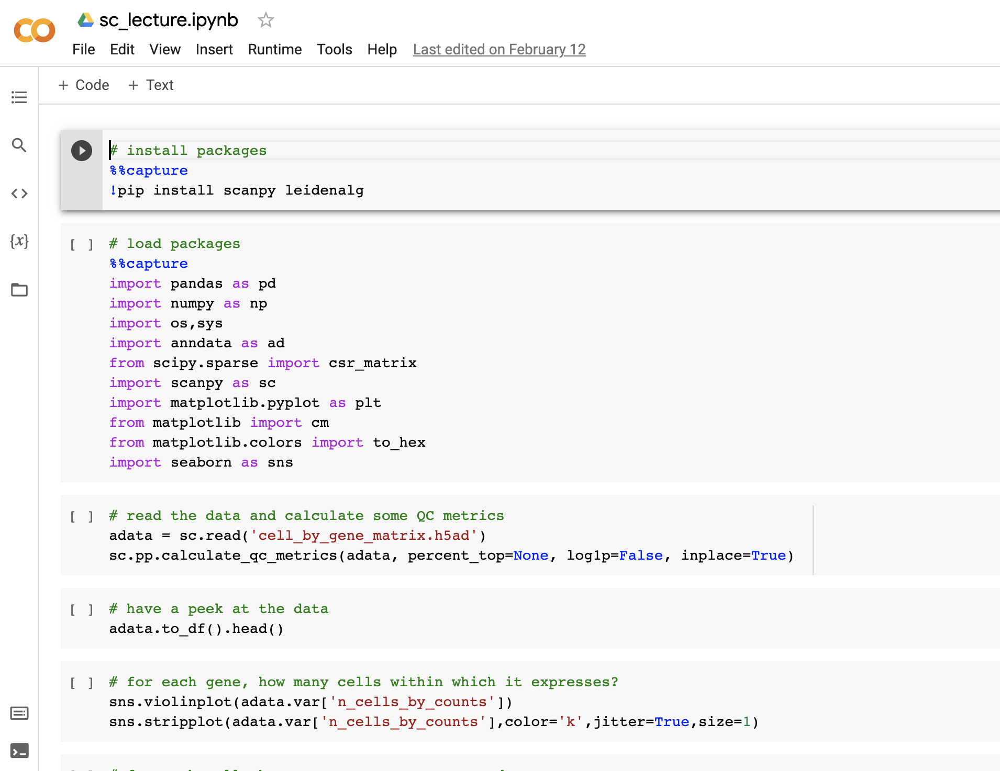 sc_lecture.ipynb
File Edit View Insert Runtime Tools Help Last edited on February 12
+ Code + Text
# install packages
%%capture
!pip install scanpy leidenalg
[ ] # load packages
%%capture
import pandas as pd
import numpy as np
import os,sys
import anndata as ad
from scipy.sparse import csr_matrix
import scanpy as sc
import matplotlib.pyplot as plt
from matplotlib import cm
from matplotlib.colors import to_hex
import seaborn as sns
[ ] # read the data and calculate some QC metrics
adata = sc.read('cell_by_gene_matrix.h5ad')
sc.pp.calculate_qc_metrics(adata, percent_top=None, log1p=False, inplace=True)
[ ] # have a peek at the data
adata.to_df().head()
[ ] # for each gene, how many cells within which it expresses?
sns.violinplot(adata.var['n_cells_by_counts'])
sns.stripplot(adata.var['n_cells_by_counts'],color='k',jitter=True,size=1)